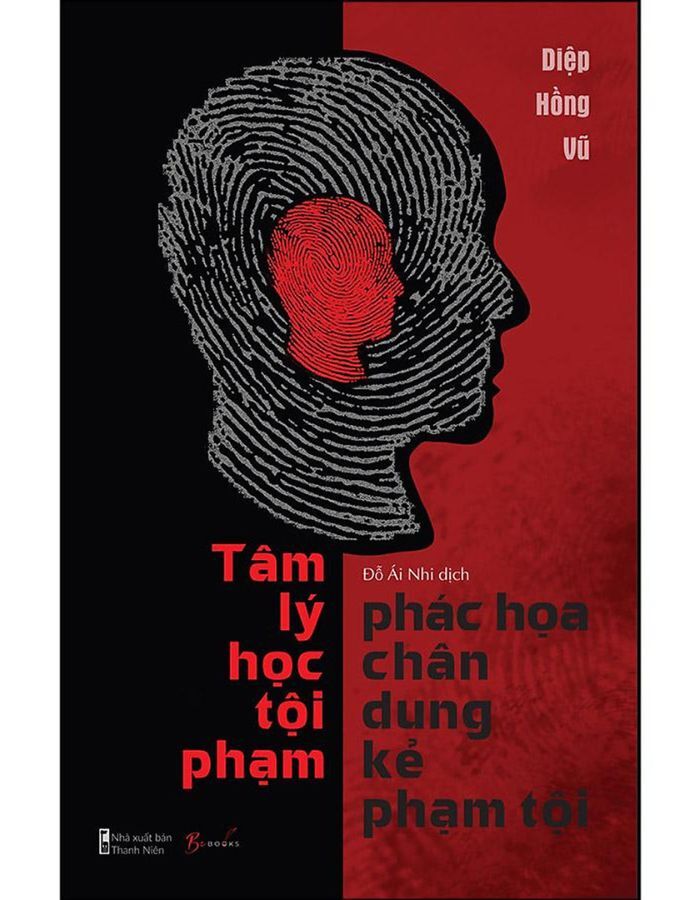 Diệp
Hồng
Vũ
Tâm
lý
học
tội
phạm
Đỗ Ái Nhi dịch
phác họa
chân
dung
kẻ
phạm tội
Nhà xuất bản
Thanh Niên
BeBOOKS